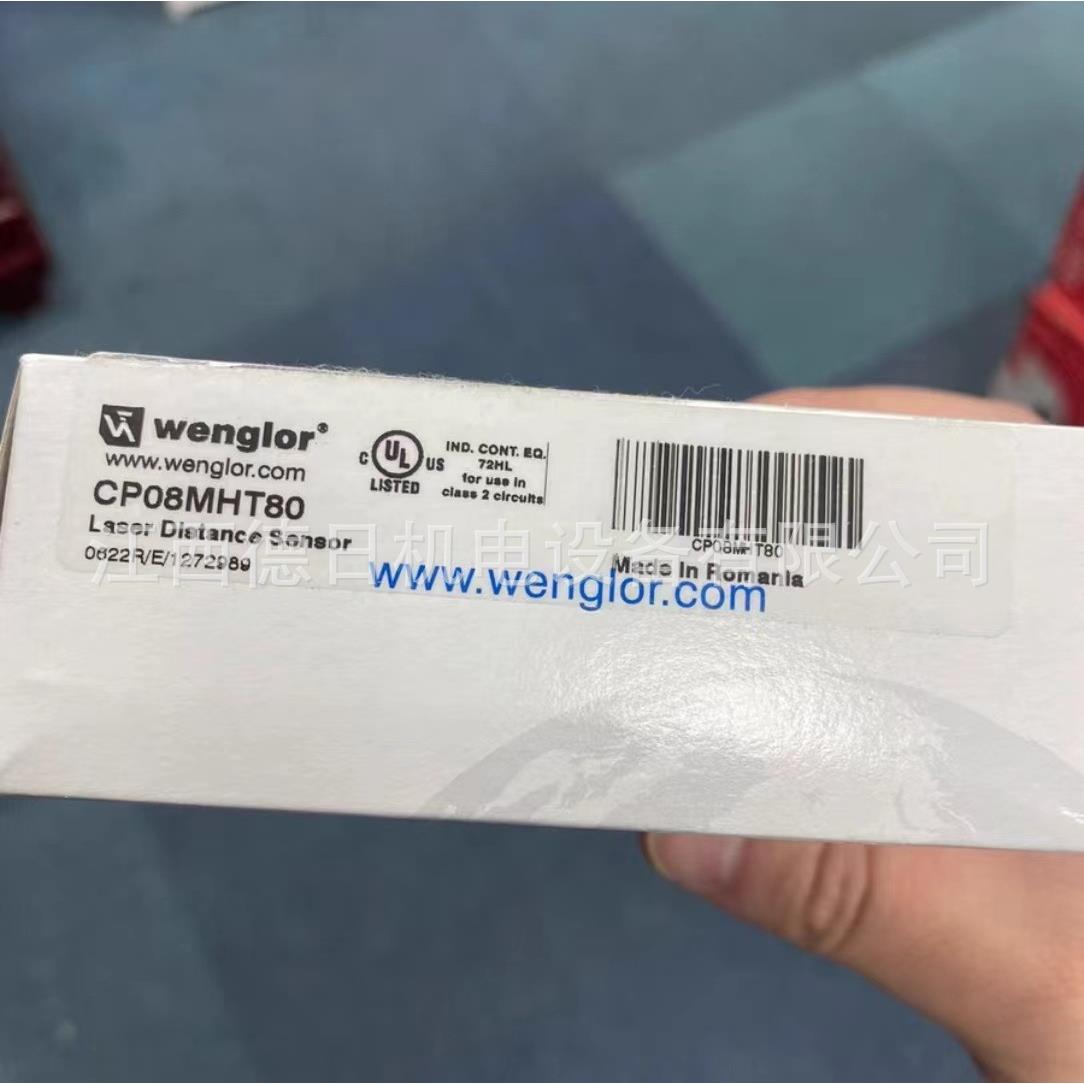 wenglor®
www.wenglor.com
CP08MHT80
Laser Distance Sensor
0622R/E/1272989
C UL US
LISTED
IND. CONT. EQ.
72HL
for use in
class 2 circuits
CP08MHT80
Made In Romania
www.wenglor.com
江西德日机电设备有限公司